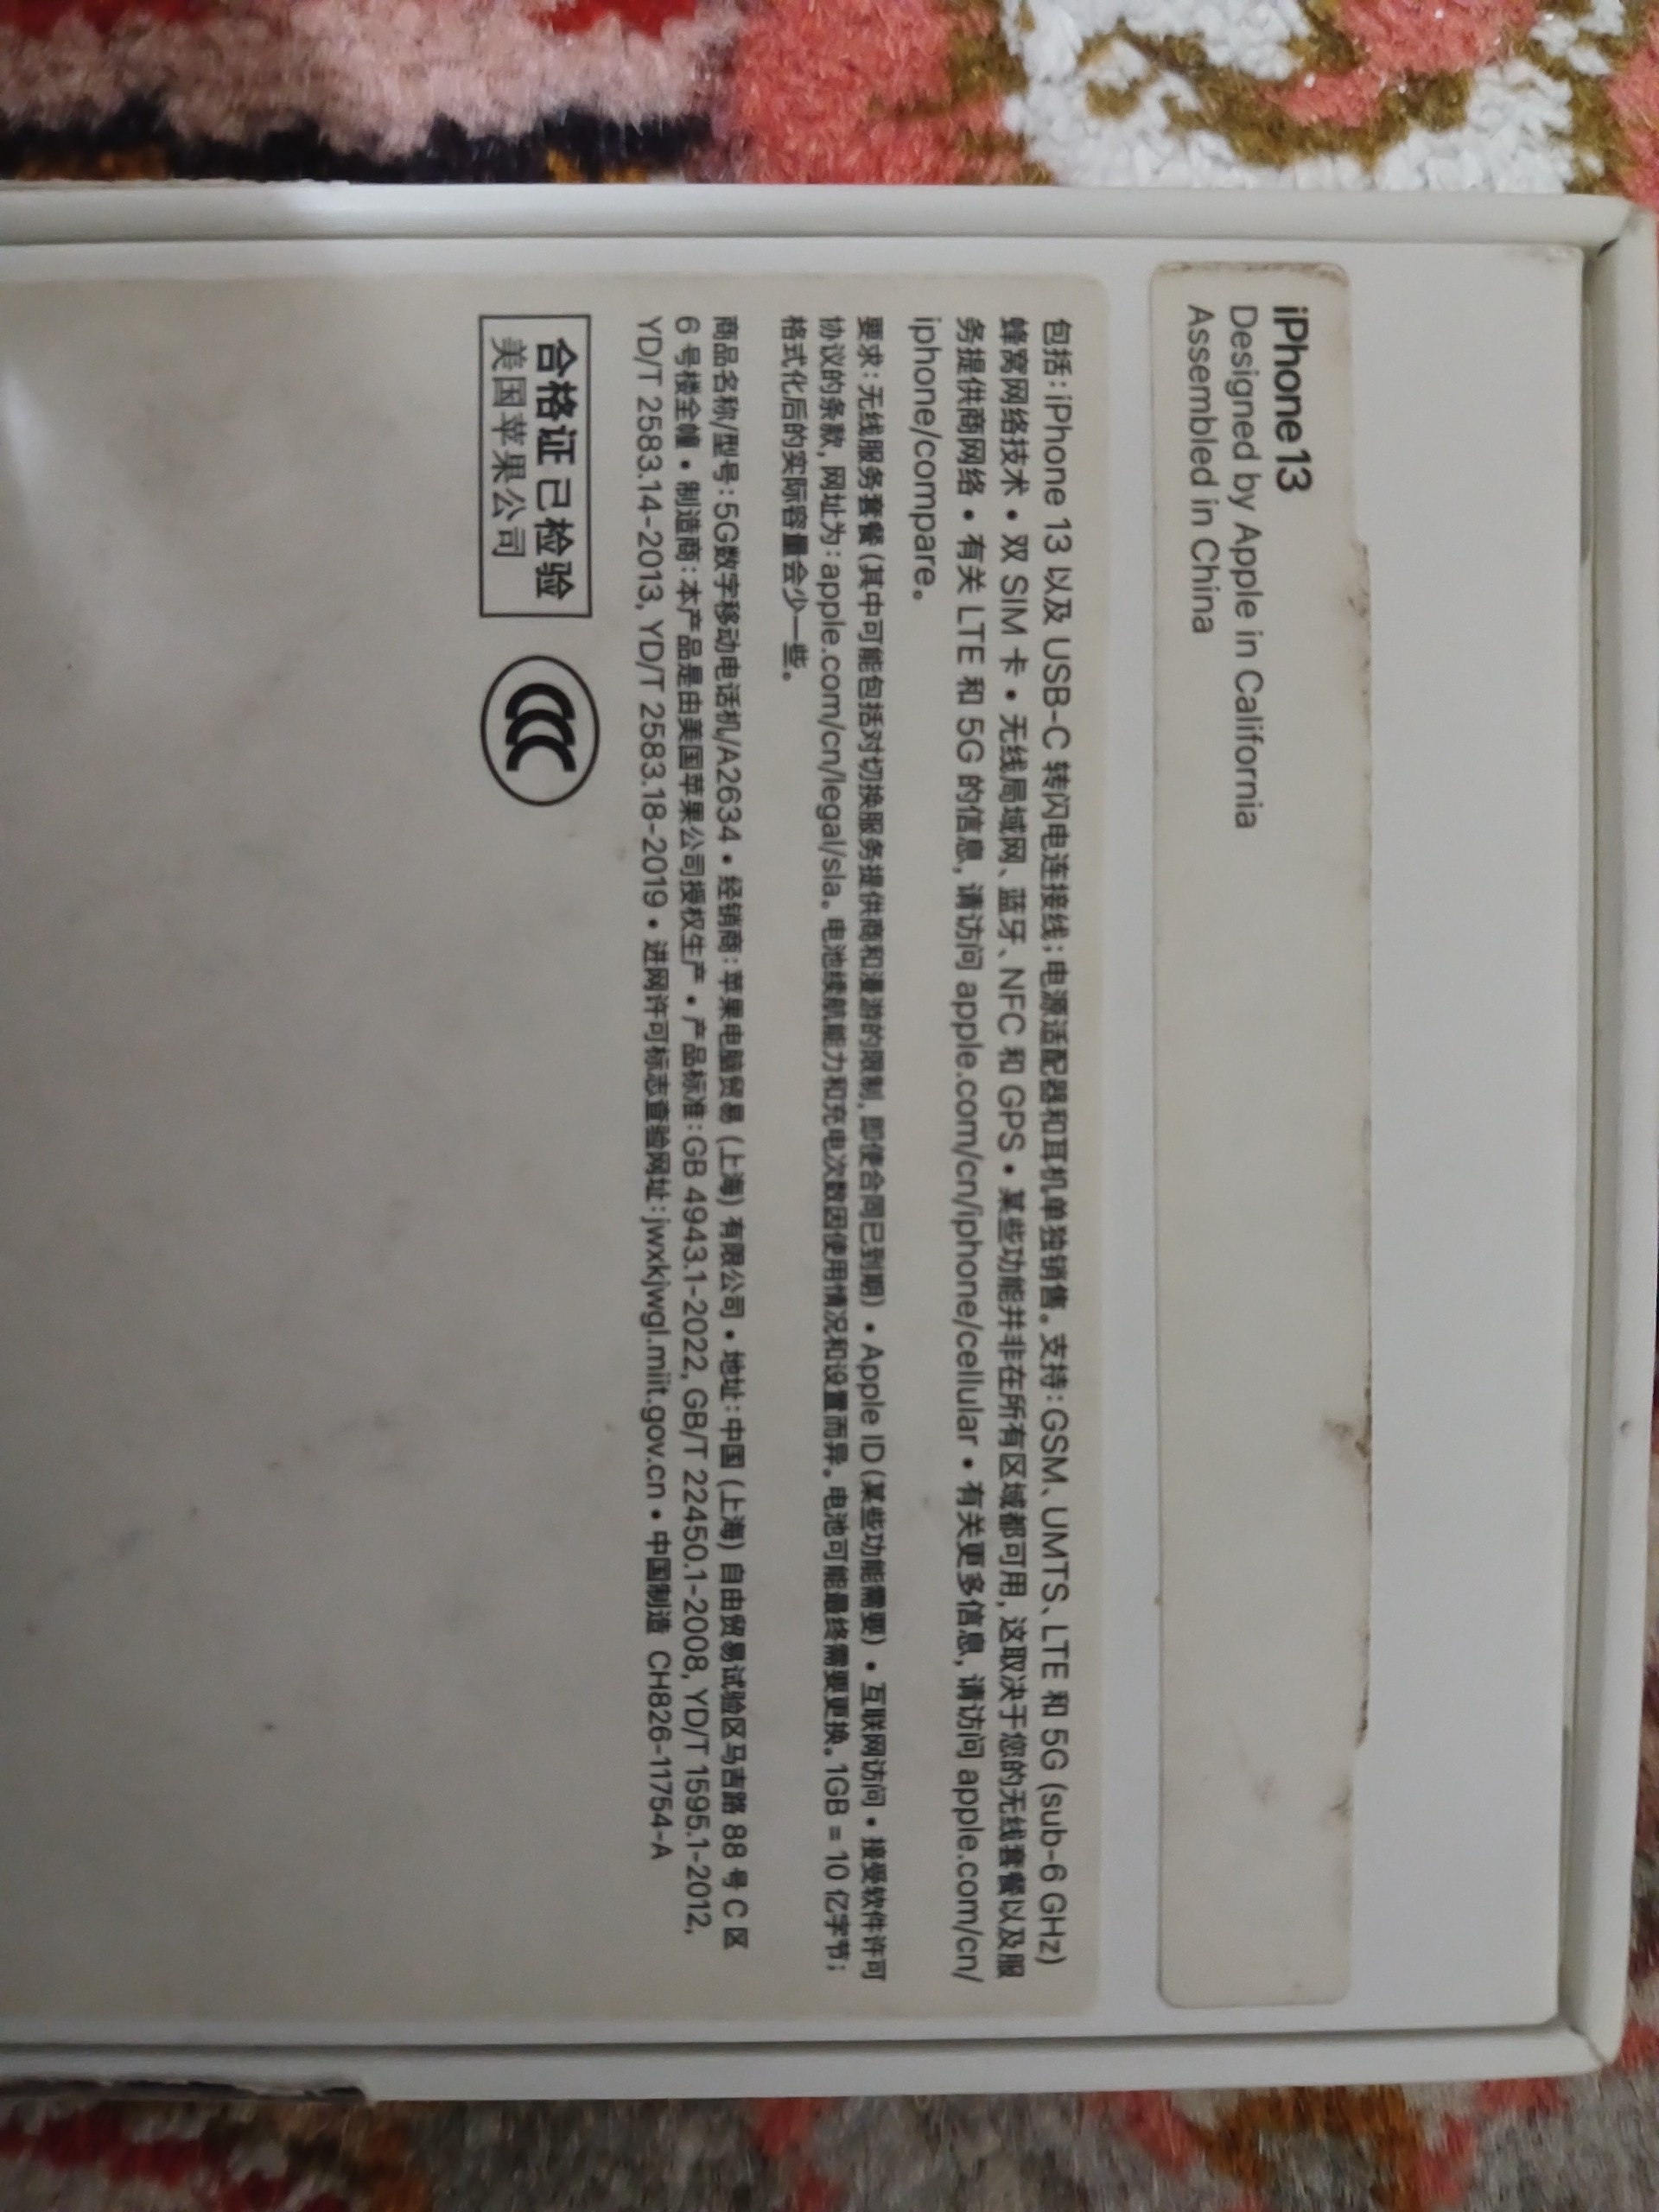 iPhone 13
Designed by Apple in California
Assembled in China
包括：iPhone 13 以及 USB-C 转闪电连接线；电源适配器和耳机单独销售。支持：GSM、UMTS、LTE 和 5G (sub-6 GHz)
蜂窝网络技术 • 双 SIM 卡 • 无线局域网、蓝牙、NFC 和 GPS • 某些功能并非在所有区域都可用，这取决于您的无线套餐以及服
务提供商网络 • 有关 LTE 和 5G 的信息，请访问 apple.com/cn/iphone/cellular • 有关更多信息，请访问 apple.com/cn/
iphone/compare。
要求：无线服务套餐（其中可能包括对切换服务提供商和漫游的限制，即使合同已到期）• Apple ID（某些功能需要）• 互联网访问 • 接受软件许可
协议的条款，网址为：apple.com/cn/legal/sla。电池续航能力和充电次数因使用情况和设置而异。电池可能最终需要更换。1GB = 10 亿字节；
格式化后的实际容量会少一些。
商品名称/型号：5G数字移动电话机/A2634 • 经销商：苹果电脑贸易（上海）有限公司 • 地址：中国（上海）自由贸易试验区马吉路 88 号 C 区
6 号楼全幢 • 制造商：本产品是由美国苹果公司授权生产 • 产品标准：GB 4943.1-2022, GB/T 22450.1-2008, YD/T 1595.1-2012,
YD/T 2583.14-2013, YD/T 2583.18-2019 • 进网许可标志查验网址：jwxkjwgl.miit.gov.cn • 中国制造 CH826-11754-A
合格证 已检验
美国苹果公司
CCC